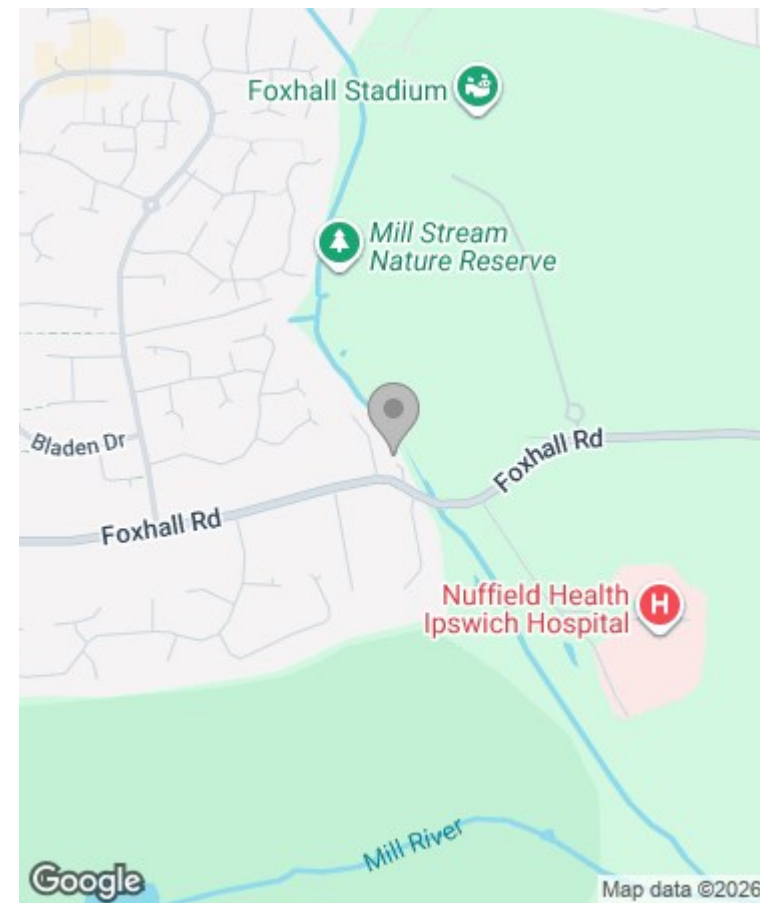 Foxhall Stadium
Mill Stream
Nature Reserve
Bladen Dr
Foxhall Rd
Foxhall Rd
Nuffield Health
Ipswich Hospital
H
Mill River
Google
Map data ©2026